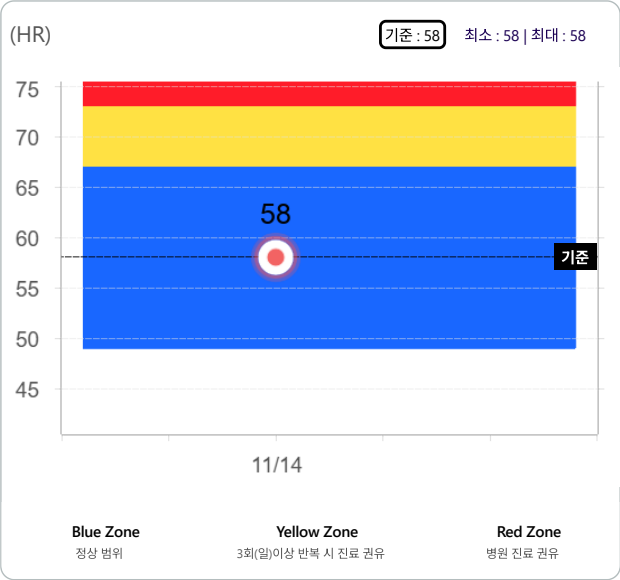 (HR)
기준 : 58
최소 : 58 | 최대 : 58
75
70
65
60
55
50
45
58
기준
11/14
Blue Zone
Yellow Zone
Red Zone
정상 범위
3회(일)이상 반복 시 진료 권유
병원 진료 권유